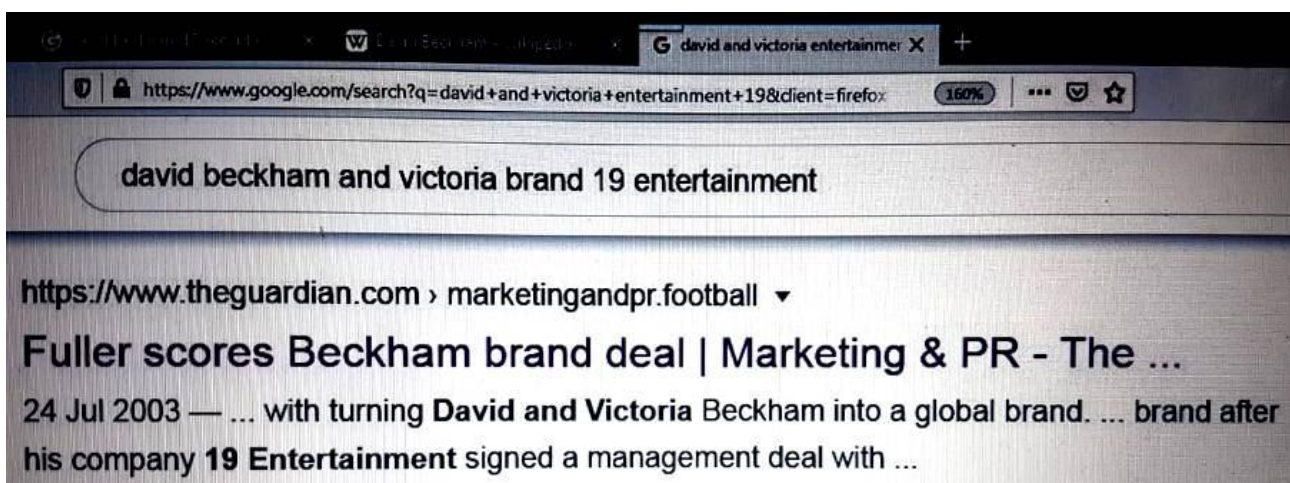 david and victoria entertainmer
https://www.google.com/search?q=david+and+victoria+entertainment+19&client=firefox
160%
david beckham and victoria brand 19 entertainment
https://www.theguardian.com › marketingandpr.football
Fuller scores Beckham brand deal | Marketing & PR - The ...
24 Jul 2003 — ... with turning David and Victoria Beckham into a global brand. ... brand after
his company 19 Entertainment signed a management deal with ...